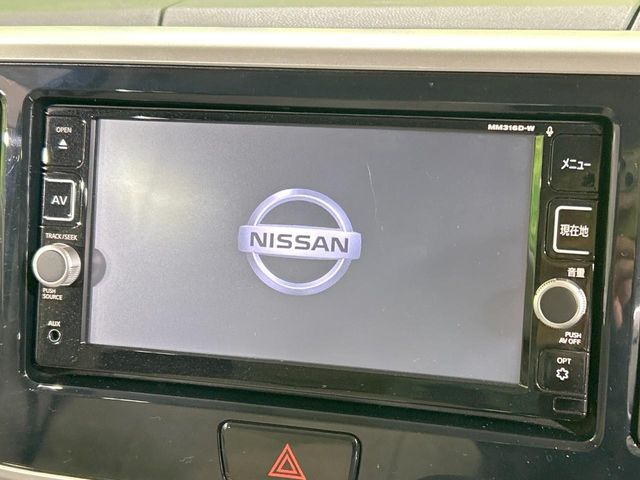 MM316D-W
OPEN
AV
TRACK/SEEK
PUSH
SOURCE
AUX
NISSAN
メニュー
現在地
音量
PUSH
AV OFF
OPT